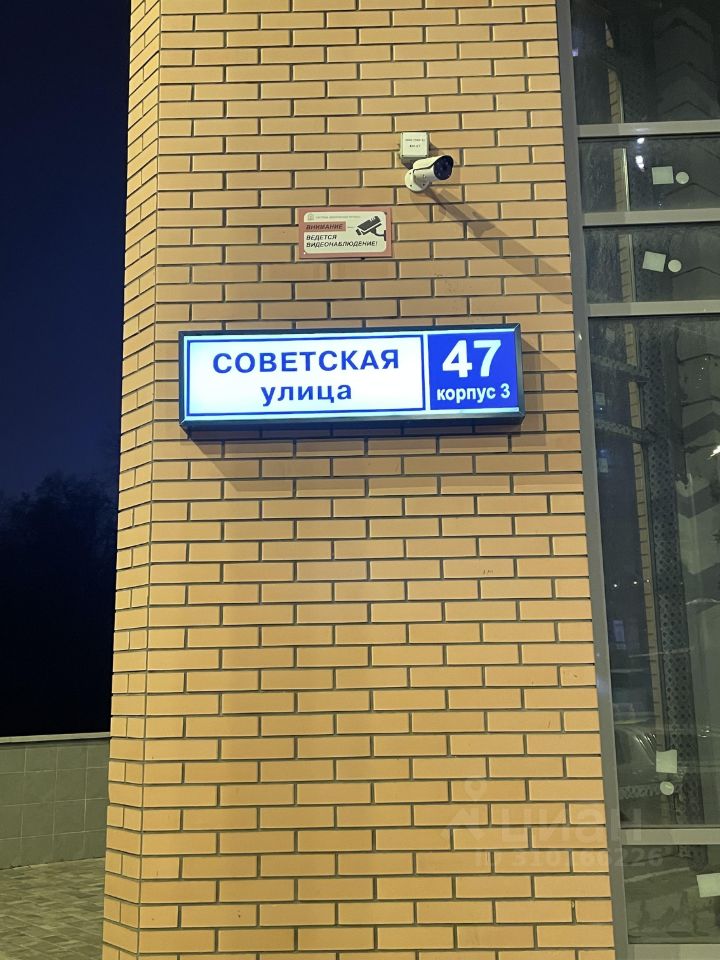 ВНИМАНИЕ
ВЕДЕТСЯ
ВИДЕОНАБЛЮДЕНИЕ!
СОВЕТСКАЯ
улица
47
корпус 3
циан